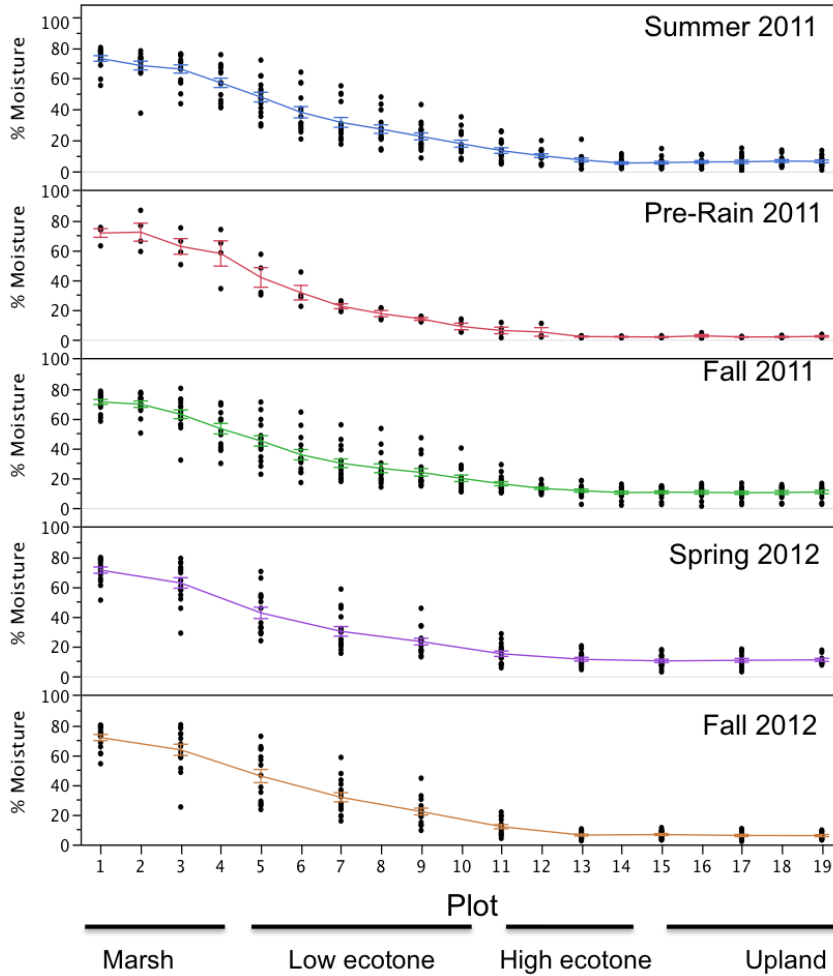 Summer 2011
% Moisture
100
80
60
40
20
0
Pre-Rain 2011
% Moisture
100
80
60
40
20
0
Fall 2011
% Moisture
100
80
60
40
20
0
Spring 2012
% Moisture
100
80
60
40
20
0
Fall 2012
% Moisture
100
80
60
40
20
0
1 2 3 4 5 6 7 8 9 10 11 12 13 14 15 16 17 18 19
Plot
Marsh Low ecotone High ecotone Upland